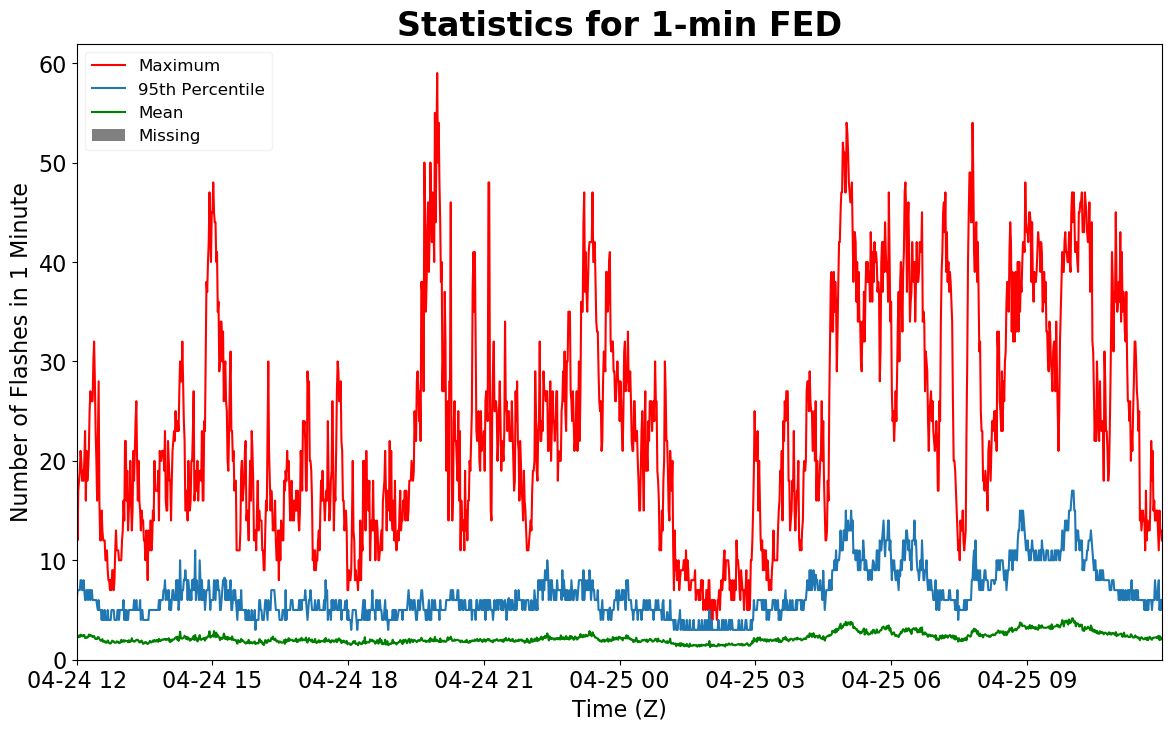 Statistics for 1-min FED
Maximum
95th Percentile
Mean
Missing
Number of Flashes in 1 Minute
60
50
40
30
20
10
0
04-24 12 04-24 15 04-24 18 04-24 21 04-25 00 04-25 03 04-25 06 04-25 09
Time (Z)